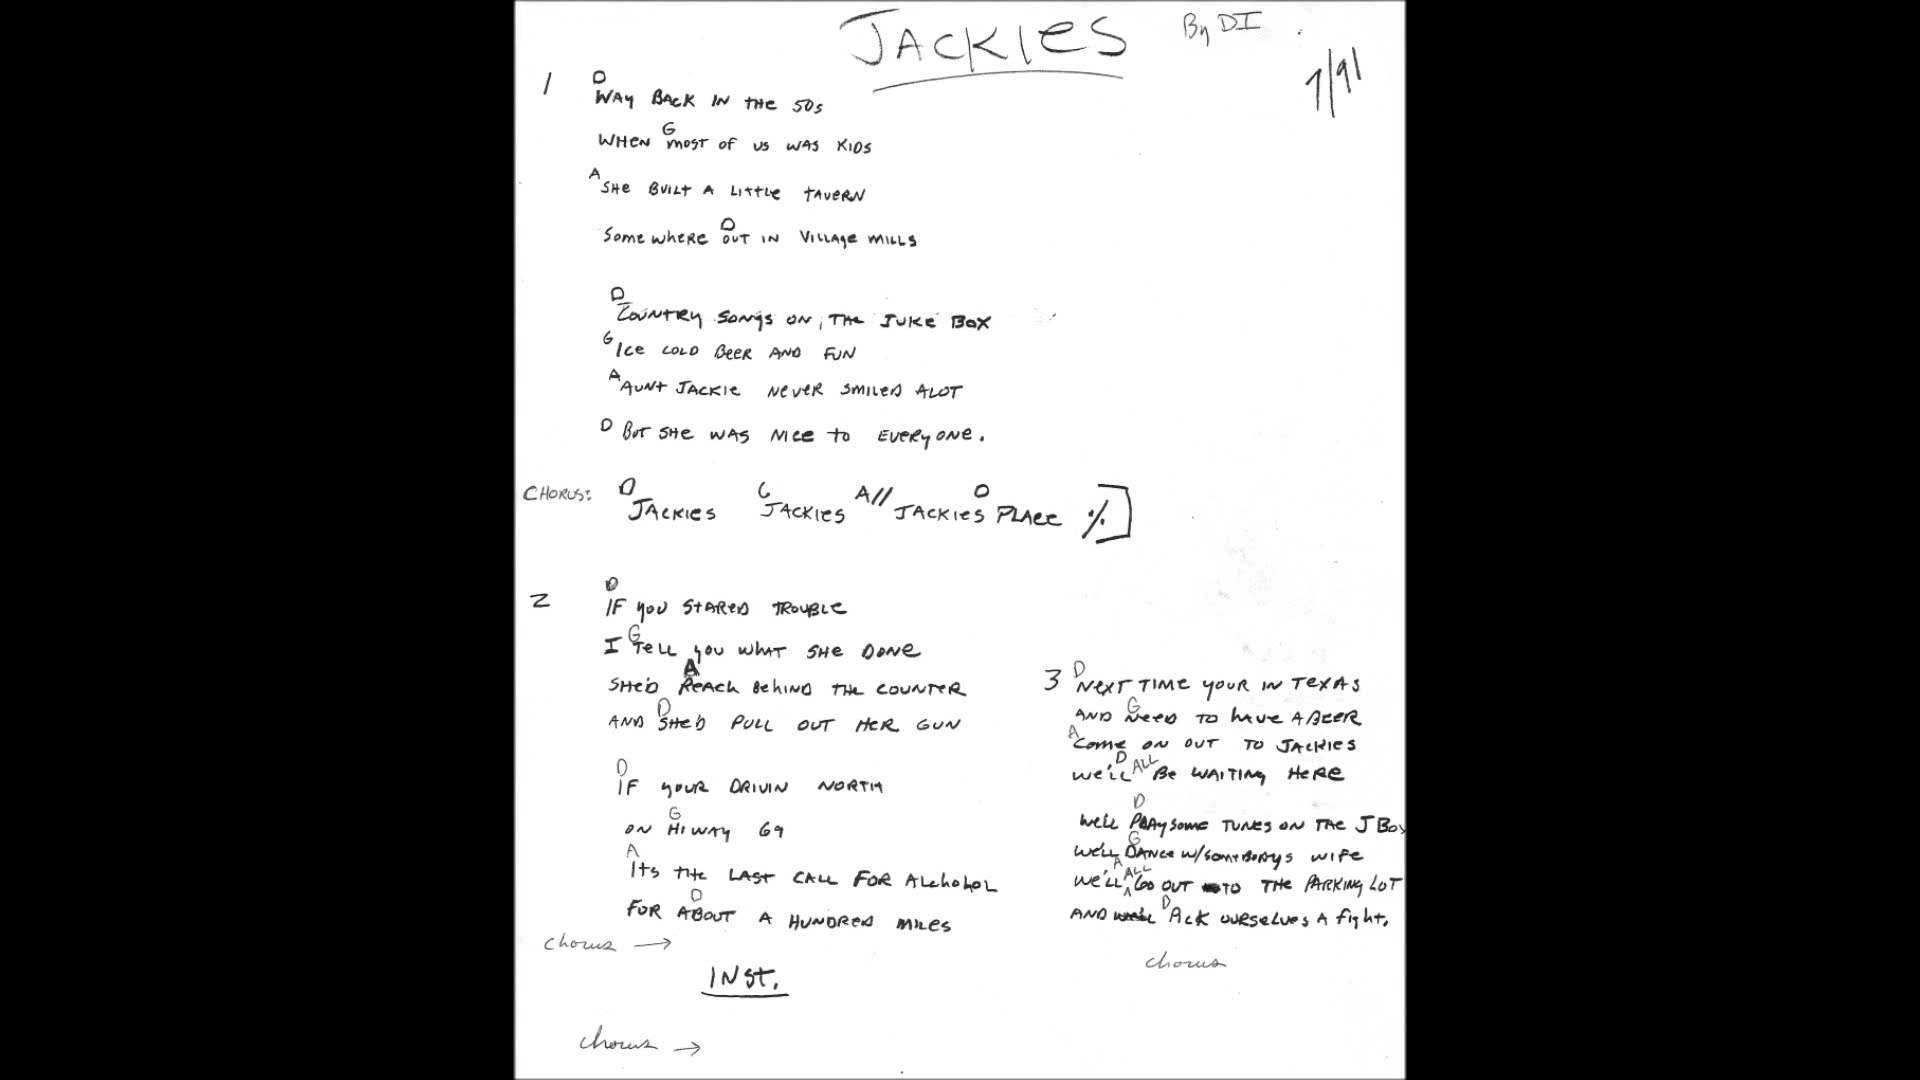 JACKIES
By DI
7/91
1
D
WAY BACK IN THE 50s
G
WHEN MOST OF US WAS KIDS
A
SHE BUILT A LITTLE TAVERN
D
SOMEWHERE OUT IN VILLAGE MILLS
D
COUNTRY SONGS ON THE JUKE BOX
G ICE COLD BEER AND FUN
A AUNT JACKIE NEVER SMILED ALOT
D BUT SHE WAS NICE TO EVERYONE.
D G A// D
CHORUS: JACKIES JACKIES JACKIES PLACE %]
D
2 IF YOU STARED TROUBLE
G
I TELL YOU WHAT SHE DONE
A
SHE'D REACH BEHIND THE COUNTER
D
AND SHE'D PULL OUT HER GUN
D
IF YOUR DRIVIN NORTH
G
ON HIWAY 69
A
ITS THE LAST CALL FOR ALCHOHOL
D
FOR ABOUT A HUNDRED MILES
Chorus →
INST.
Chorus →
D
3 NEXT TIME YOUR IN TEXAS
G
AND NEED TO HAVE A BEER
A
COME ON OUT TO JACKIES
D
WE'LL ALL BE WAITING HERE
D
WE'LL PLAY SOME TUNES ON THE J BOX
G
WE'LL DANCE W/SOMEBODYS WIFE
A
WE'LL ALL GO OUT TO THE PARKING LOT
D
AND PICK OURSELVES A FIGHT.
Chorus